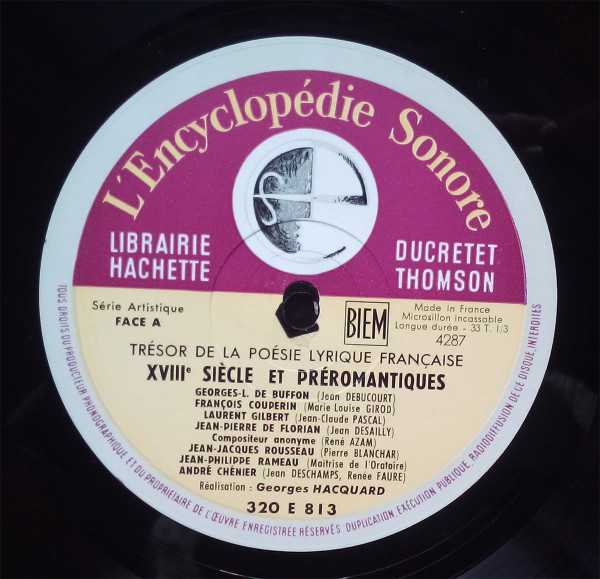 L'Encyclopédie Sonore
LIBRAIRIE
HACHETTE
DUCRETET
THOMSON
Série Artistique
FACE A
BIEM
Made in France
Microsillon incassable
Longue durée - 33 T. 1/3
4287
TRÉSOR DE LA POÉSIE LYRIQUE FRANÇAISE
XVIIIe SIÈCLE ET PRÉROMANTIQUES
GEORGES-L. DE BUFFON (Jean DEBUCOURT)
FRANÇOIS COUPERIN (Marie-Louise GIROD)
LAURENT GILBERT (Jean-Claude PASCAL)
JEAN-PIERRE DE FLORIAN (Jean DESAILLY)
Compositeur anonyme (René AZAM)
JEAN-JACQUES ROUSSEAU (Pierre BLANCHAR)
JEAN-PHILIPPE RAMEAU (Maitrise de l'Oratoire)
ANDRÉ CHÉNIER (Jean DESCHAMPS, Renée FAURE)
Réalisation : Georges HACQUARD
320 E 813
TOUS DROITS DU PRODUCTEUR PHONOGRAPHIQUE ET DU PROPRIÉTAIRE DE L'ŒUVRE ENREGISTRÉE RÉSERVÉS. DUPLICATION, EXÉCUTION PUBLIQUE, RADIODIFFUSION DE CE DISQUE, INTERDITES